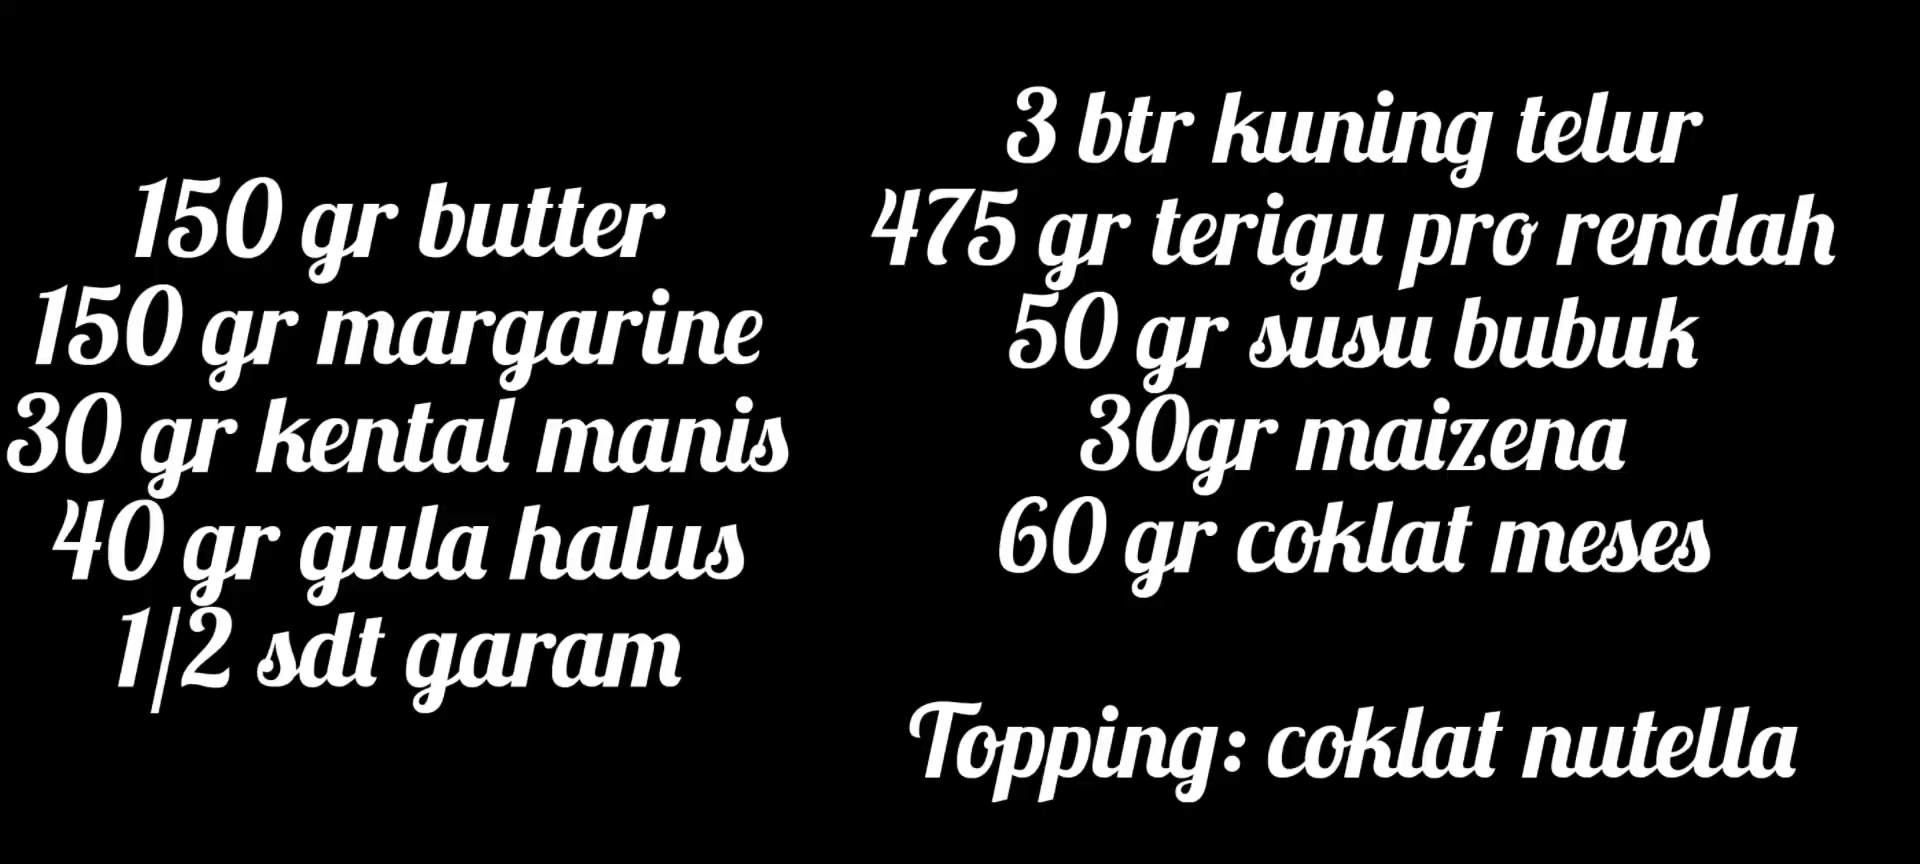 150 gr butter
150 gr margarine
30 gr kental manis
40 gr gula halus
1/2 sdt garam
3 btr kuning telur
475 gr terigu pro rendah
50 gr susu bubuk
30gr maizena
60 gr coklat meses
Topping: coklat nutella